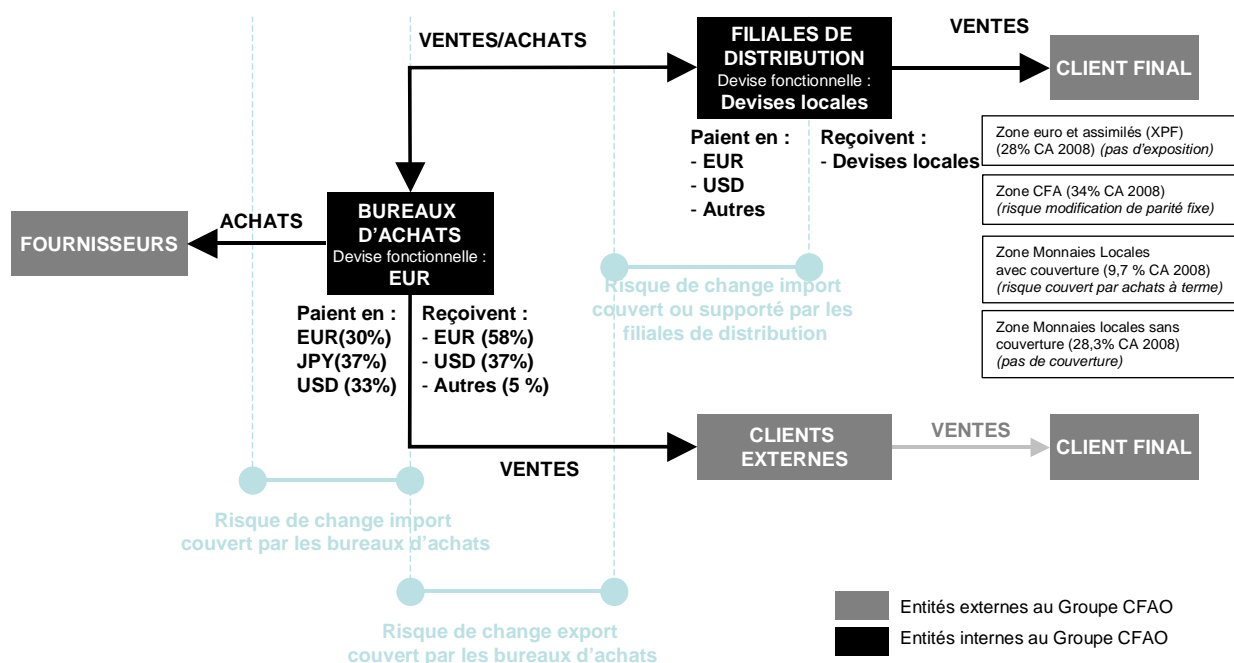 VENTES/ACHATS
FILIALES DE
DISTRIBUTION
Devise fonctionnelle :
Devises locales
VENTES
CLIENT FINAL
Paient en :
- EUR
- USD
- Autres
Reçoivent :
- Devises locales
Zone euro et assimilés (XPF)
(28% CA 2008) (pas d'exposition)
Zone CFA (34% CA 2008)
(risque modification de parité fixe)
Zone Monnaies Locales
avec couverture (9,7 % CA 2008)
(risque couvert par achats à terme)
Zone Monnaies locales sans
couverture (28,3% CA 2008)
(pas de couverture)
FOURNISSEURS
ACHATS
BUREAUX
D'ACHATS
Devise fonctionnelle :
EUR
Paient en :
EUR(30%)
JPY(37%)
USD (33%)
Reçoivent :
- EUR (58%)
- USD (37%)
- Autres (5 %)
Risque de change import
couvert ou supporté par les
filiales de distribution
VENTES
CLIENTS
EXTERNES
VENTES
CLIENT FINAL
Risque de change import
couvert par les bureaux d'achats
Risque de change export
couvert par les bureaux d'achats
Entités externes au Groupe CFAO
Entités internes au Groupe CFAO